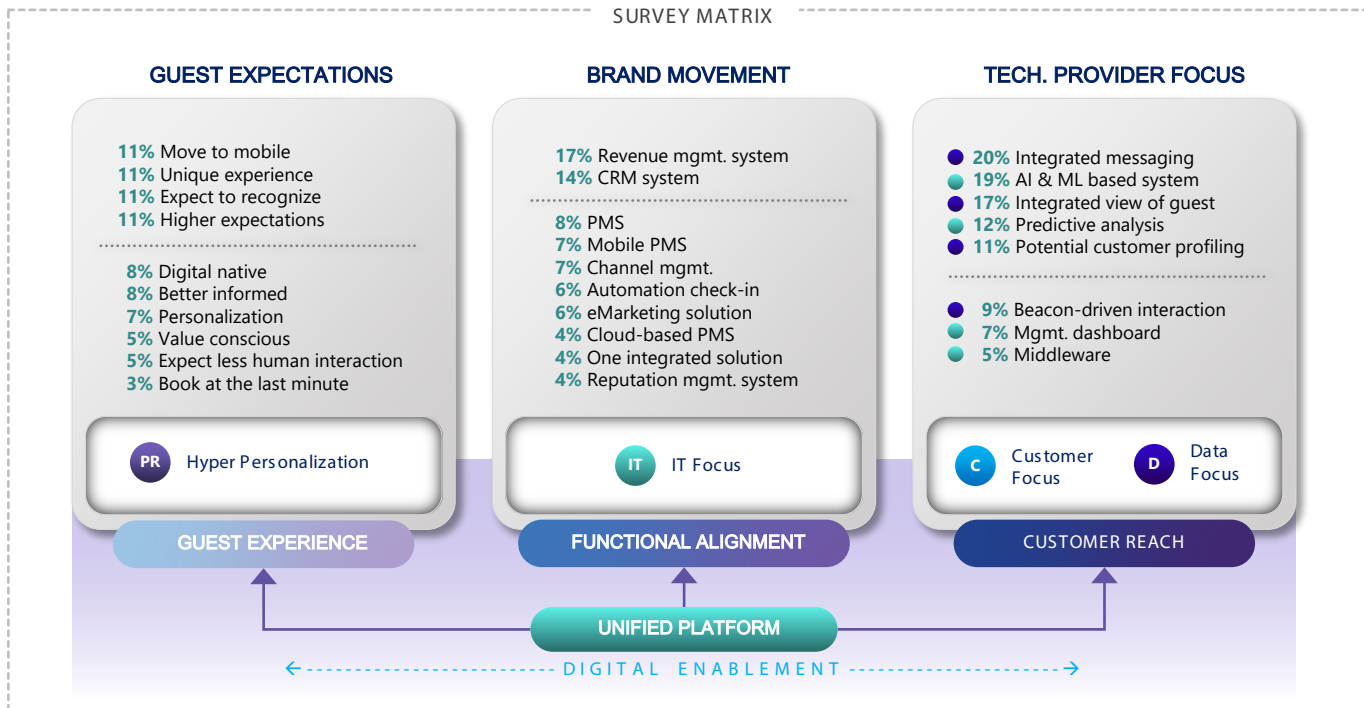 SURVEY MATRIX
GUEST EXPECTATIONS
11% Move to mobile
11% Unique experience
11% Expect to recognize
11% Higher expectations
8% Digital native
8% Better informed
7% Personalization
5% Value conscious
5% Expect less human interaction
3% Book at the last minute
PR Hyper Personalization
GUEST EXPERIENCE
BRAND MOVEMENT
17% Revenue mgmt. system
14% CRM system
8% PMS
7% Mobile PMS
7% Channel mgmt.
6% Automation check-in
6% eMarketing solution
4% Cloud-based PMS
4% One integrated solution
4% Reputation mgmt. system
IT IT Focus
FUNCTIONAL ALIGNMENT
TECH. PROVIDER FOCUS
20% Integrated messaging
19% AI & ML based system
17% Integrated view of guest
12% Predictive analysis
11% Potential customer profiling
9% Beacon-driven interaction
7% Mgmt. dashboard
5% Middleware
C Customer
Focus
D Data
Focus
CUSTOMER REACH
UNIFIED PLATFORM
DIGITAL ENABLEMENT